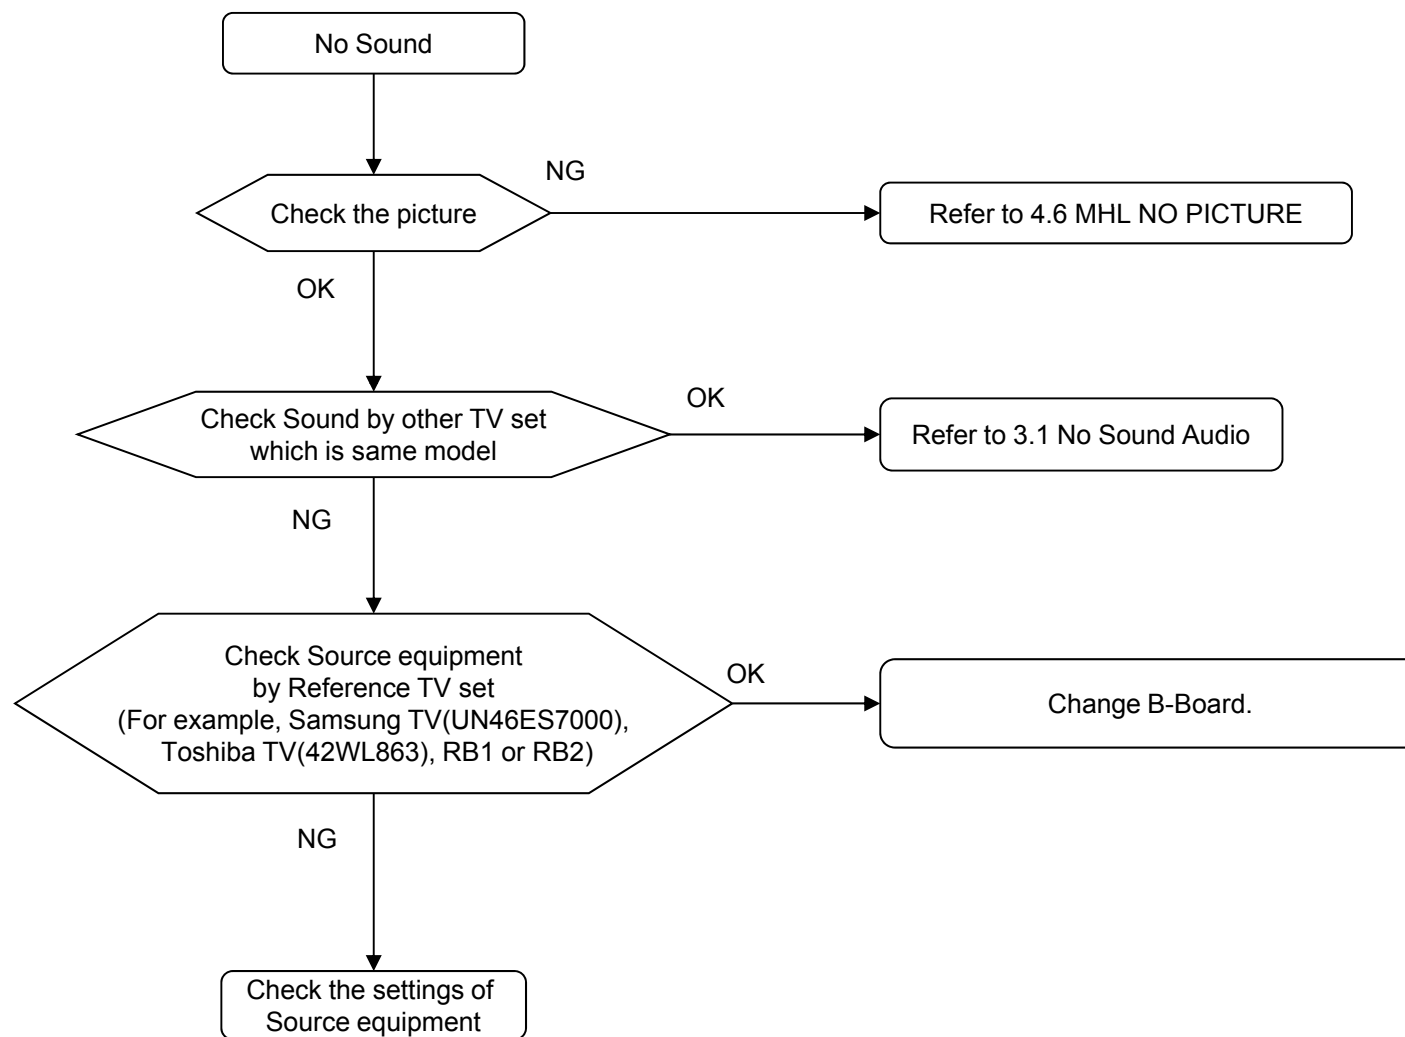 No Sound
NG
Check the picture
Refer to 4.6 MHL NO PICTURE
OK
OK
Check Sound by other TV set
which is same model
Refer to 3.1 No Sound Audio
NG
Check Source equipment
by Reference TV set
(For example, Samsung TV(UN46ES7000),
Toshiba TV(42WL863), RB1 or RB2)
OK
Change B-Board.
NG
Check the settings of
Source equipment